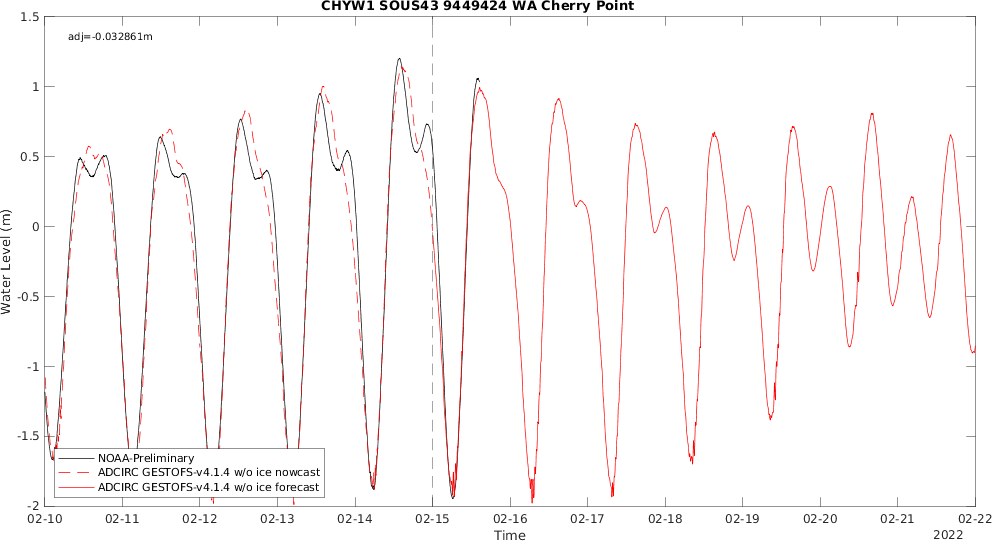 CHYW1 SOUS43 9449424 WA Cherry Point
adj=-0.032861m
1.5
1
0.5
0
-0.5
-1
-1.5
-2
Water Level (m)
NOAA-Preliminary
ADCIRC GESTOFS-v4.1.4 w/o ice nowcast
ADCIRC GESTOFS-v4.1.4 w/o ice forecast
02-10 02-11 02-12 02-13 02-14 02-15 02-16 02-17 02-18 02-19 02-20 02-21 02-22
Time
2022